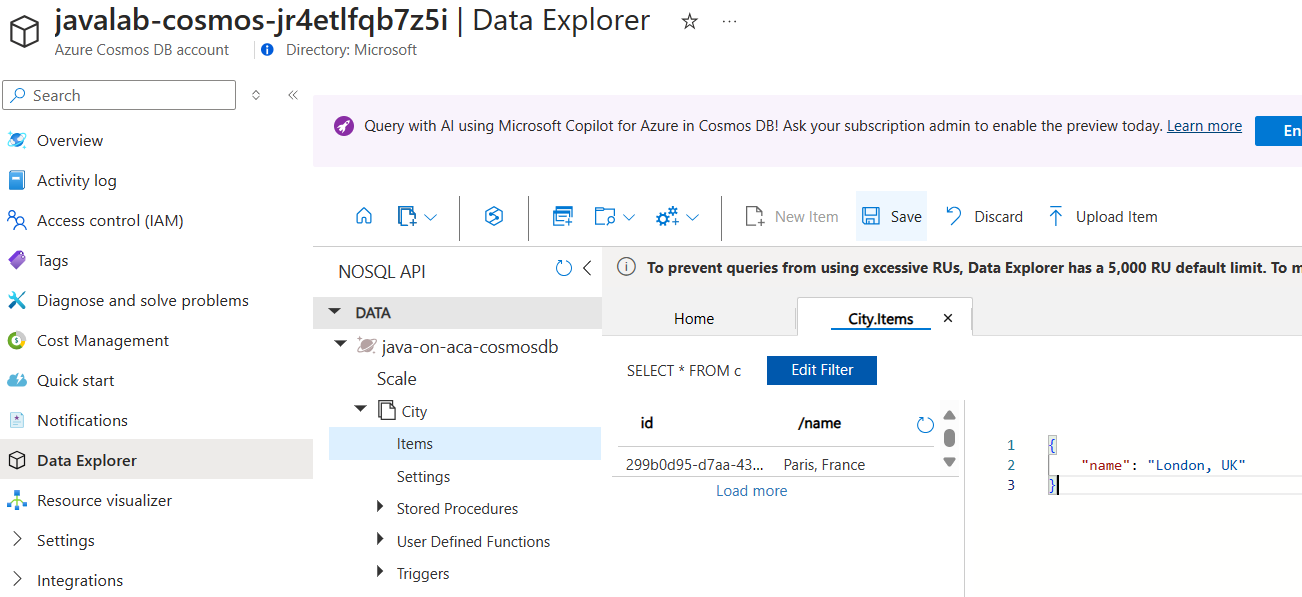 javalab-cosmos-jr4etlfqb7z5i | Data Explorer
Azure Cosmos DB account
Directory: Microsoft
Search
Overview
Activity log
Access control (IAM)
Tags
Diagnose and solve problems
Cost Management
Quick start
Notifications
Data Explorer
Resource visualizer
Settings
Integrations
Query with AI using Microsoft Copilot for Azure in Cosmos DB! Ask your subscription admin to enable the preview today. Learn more
En
New Item
Save
Discard
Upload Item
NOSQL API
DATA
java-on-aca-cosmosdb
Scale
City
Items
Settings
Stored Procedures
User Defined Functions
Triggers
To prevent queries from using excessive RUs, Data Explorer has a 5,000 RU default limit. To m
Home
City.Items
SELECT * FROM c
Edit Filter
id /name
299b0d95-d7aa-43... Paris, France
Load more
1 {
2 "name": "London, UK"
3 }